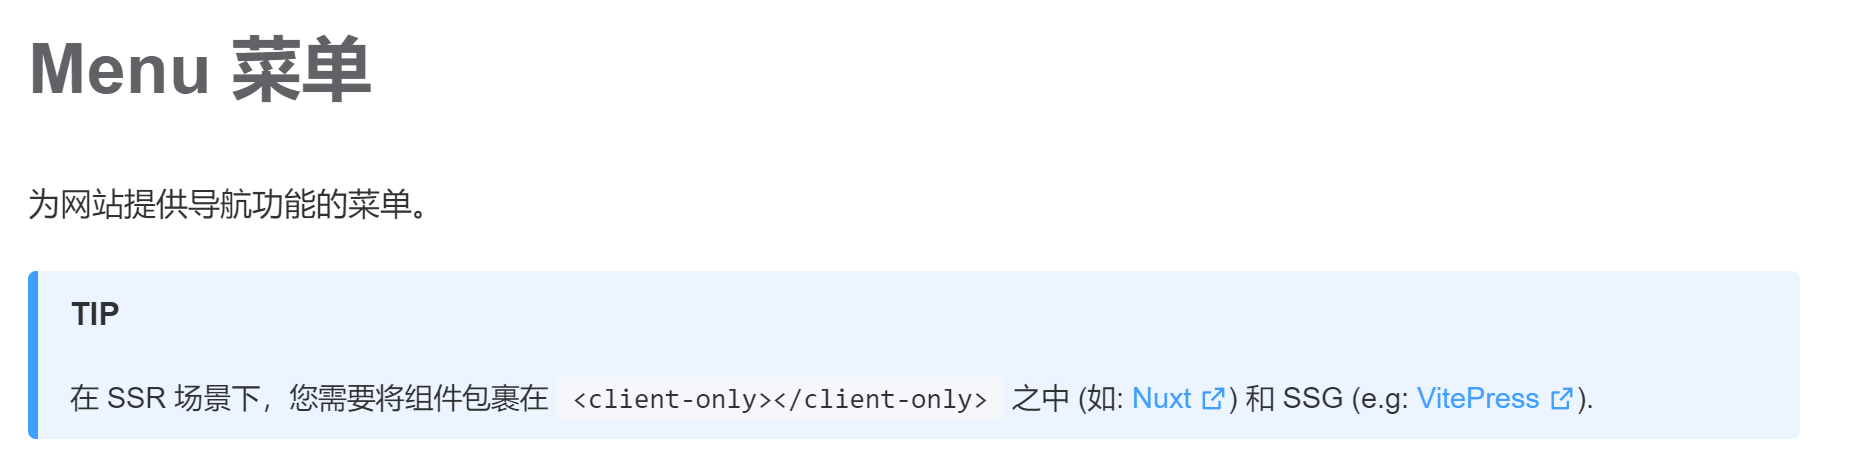 Menu 菜单
为网站提供导航功能的菜单。
TIP
在 SSR 场景下，您需要将组件包裹在 <client-only></client-only> 之中 (如: Nuxt) 和 SSG (e.g: VitePress).